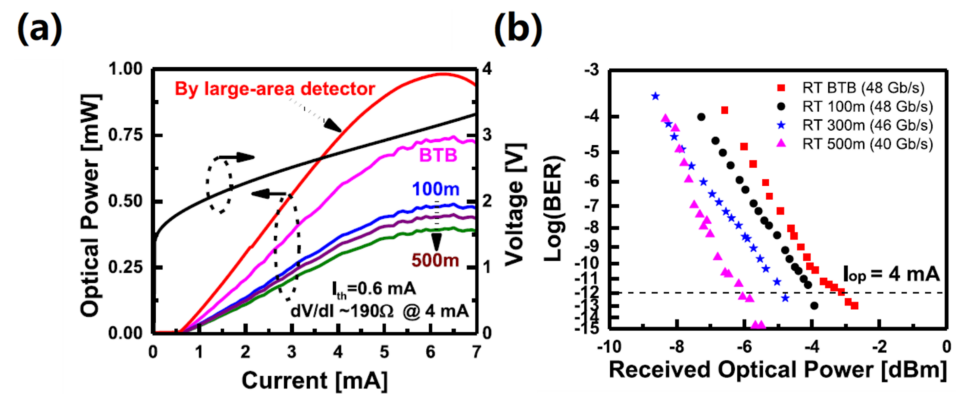 (a)
1.00
0.75
0.50
0.25
0.00
Optical Power [mW]
By large-area detector
BTB
100m
500m
I_th=0.6 mA
dV/dI ~190Ω @ 4 mA
4
3
2
1
0
Voltage [V]
0 1 2 3 4 5 6 7
Current [mA]
(b)
-3
-4
-5
-6
-7
-8
-9
-10
-11
-12
-13
-15
Log(BER)
RT BTB (48 Gb/s)
RT 100m (48 Gb/s)
RT 300m (46 Gb/s)
RT 500m (40 Gb/s)
I_op = 4 mA
-10 -8 -6 -4 -2 0
Received Optical Power [dBm]